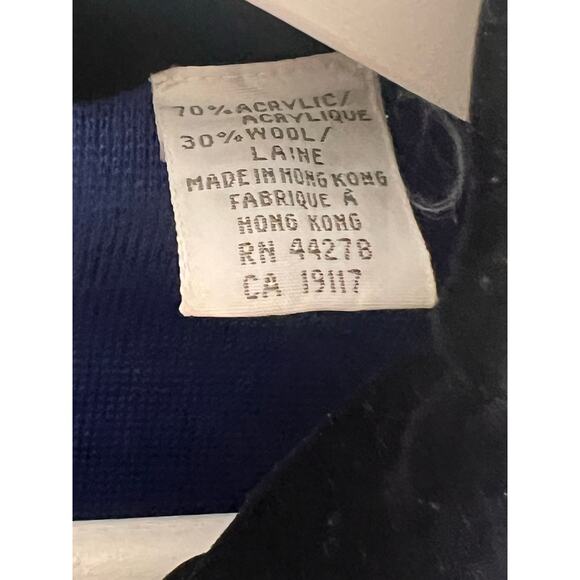 70% ACRYLIC/
ACRYLIQUE
30% WOOL/
LAINE
MADE IN HONG KONG
FABRIQUE À
HONG KONG
RN 44278
CA 19117